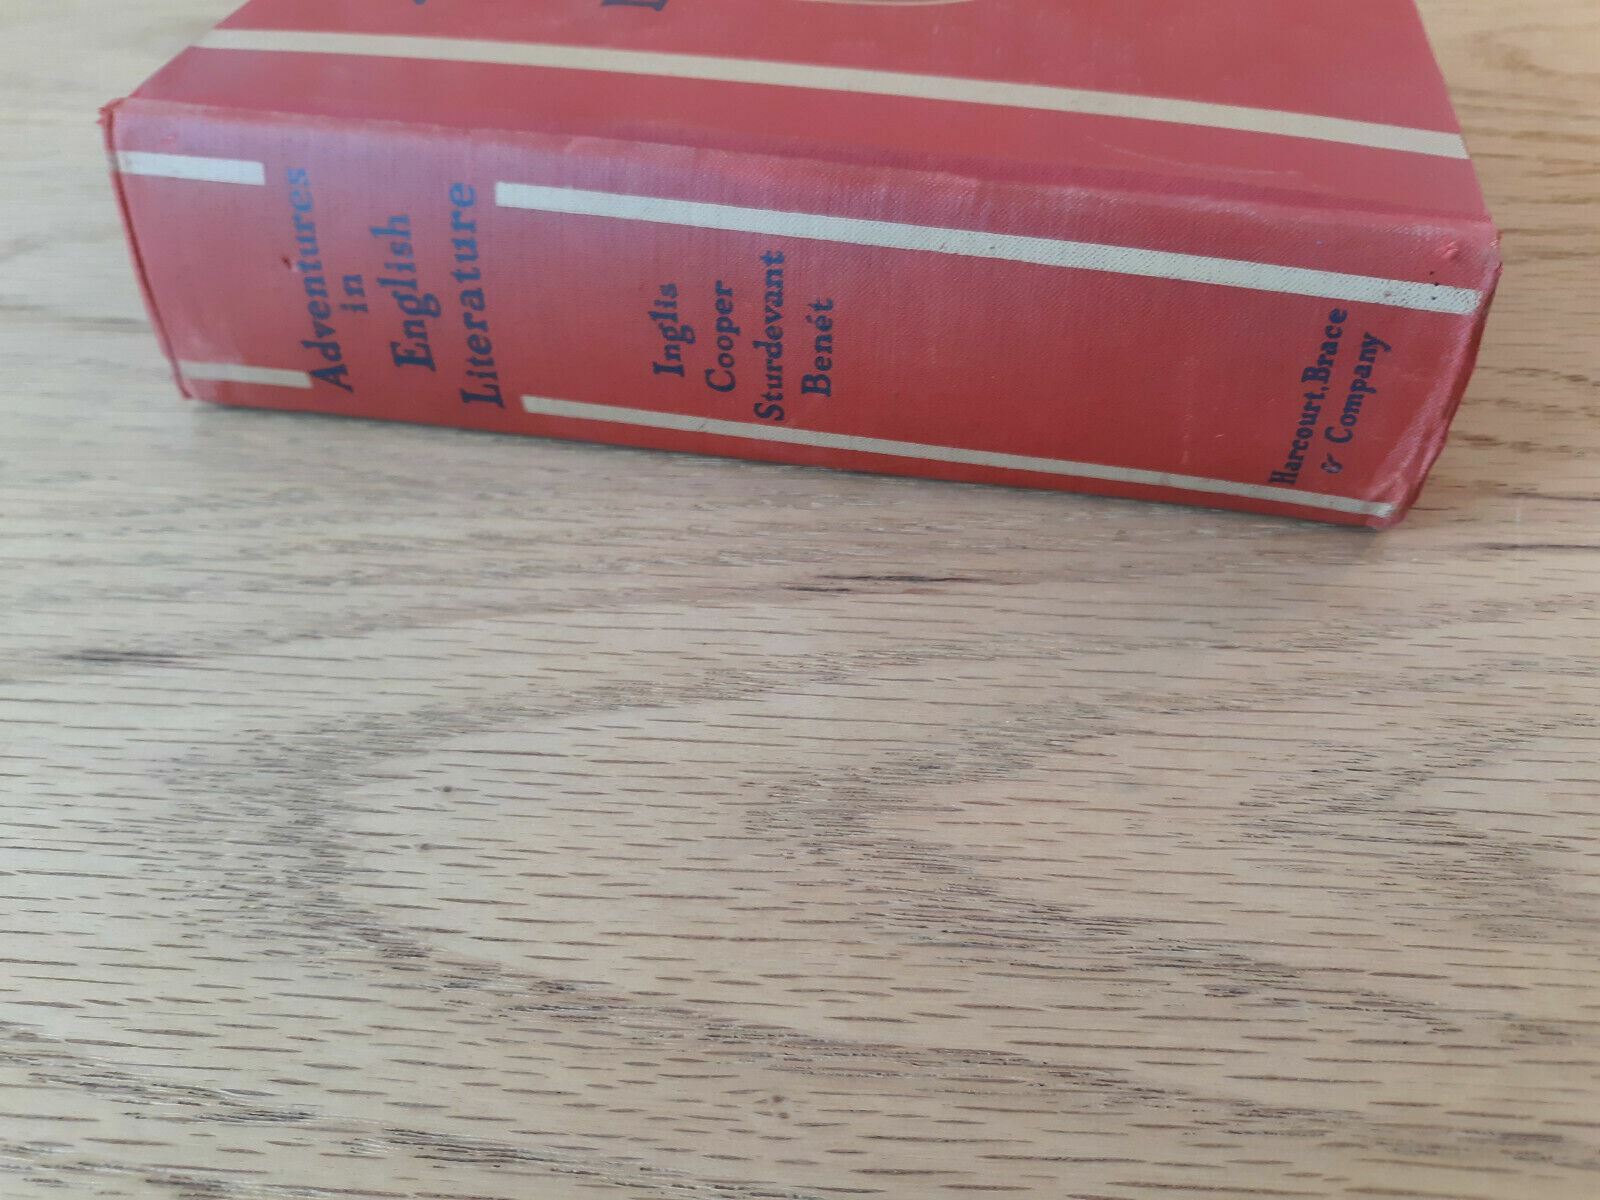 Adventures
in
English
Literature
Inglis
Cooper
Sturdevant
Benét
Harcourt, Brace
& Company